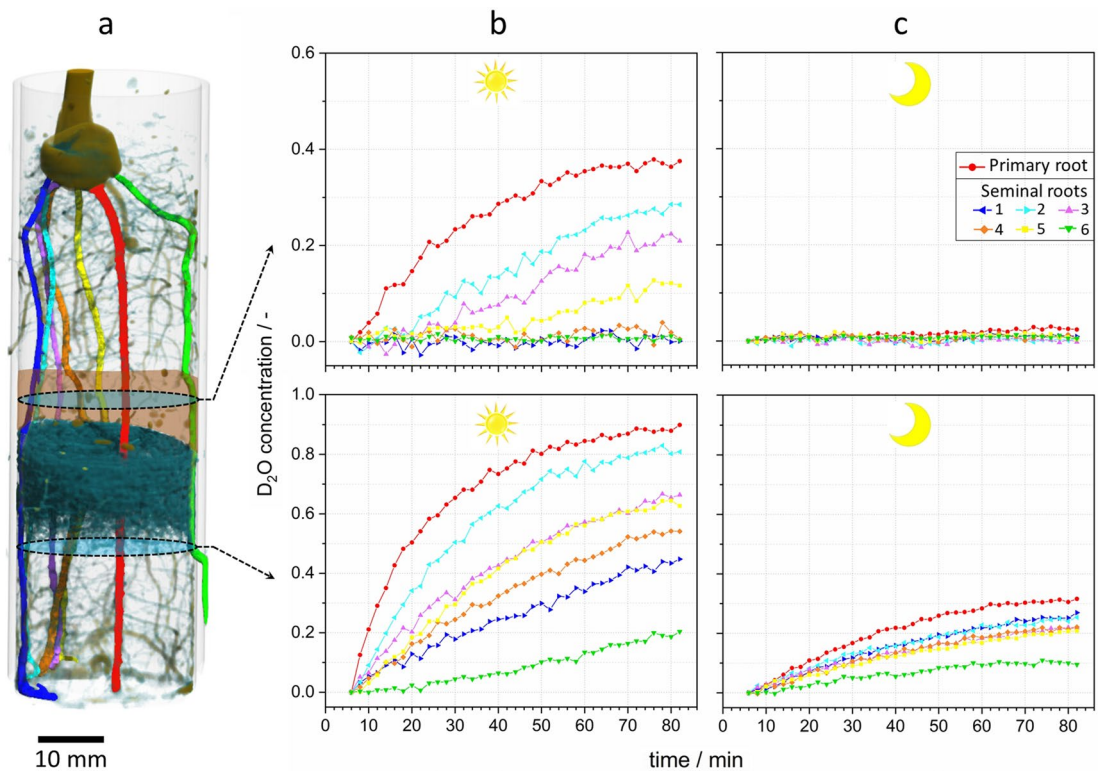 a
b
c
0.6
0.4
0.2
0.0
Primary root
Seminal roots
1 2 3
4 5 6
D₂O concentration / -
1.0
0.8
0.6
0.4
0.2
0.0
0 10 20 30 40 50 60 70 80
0 10 20 30 40 50 60 70 80
10 mm
time / min